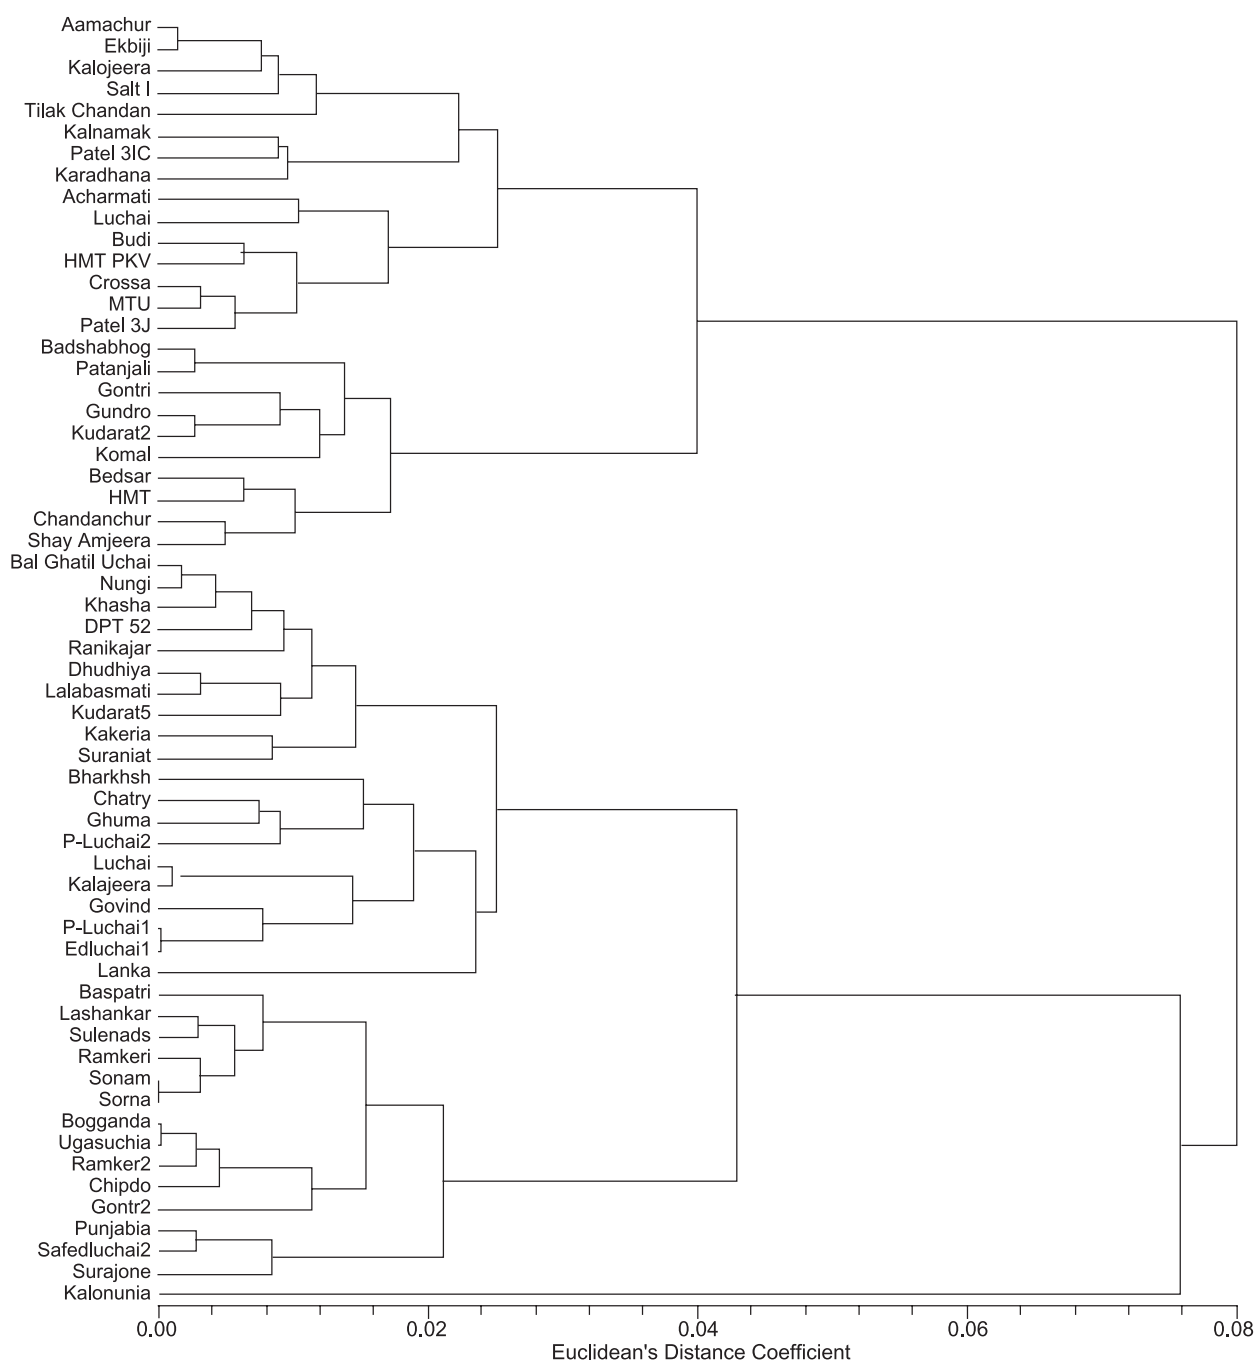 Aamachur
Ekbiji
Kalojeera
Salt I
Tilak Chandan
Kalnamak
Patel 3IC
Karadhana
Acharmati
Luchai
Budi
HMT PKV
Crossa
MTU
Patel 3J
Badshabhog
Patanjali
Gontri
Gundro
Kudarat2
Komal
Bedsar
HMT
Chandanchur
Shay Amjeera
Bal Ghatil Uchai
Nungi
Khasha
DPT 52
Ranikajar
Dhudhiya
Lalabasmati
Kudarat5
Kakeria
Suraniat
Bharkhsh
Chatry
Ghuma
P-Luchai2
Luchai
Kalajeera
Govind
P-Luchai1
Edluchai1
Lanka
Baspatri
Lashankar
Sulenads
Ramkeri
Sonam
Sorna
Bogganda
Ugasuchia
Ramker2
Chipdo
Gontr2
Punjabia
Safedluchai2
Surajone
Kalonunia
0.00 0.02 0.04 0.06 0.08
Euclidean's Distance Coefficient